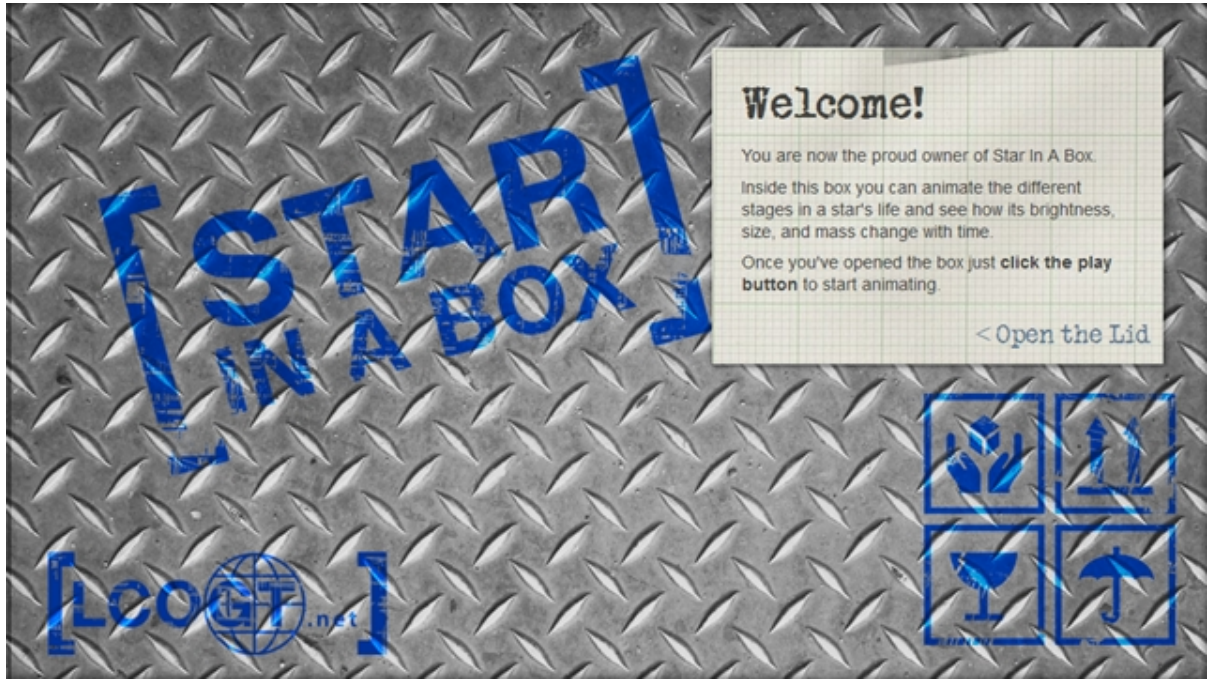 [STAR
IN A BOX]
Welcome!
You are now the proud owner of Star In A Box.
Inside this box you can animate the different
stages in a star's life and see how its brightness,
size, and mass change with time.
Once you've opened the box just click the play
button to start animating.
< Open the Lid
[LCOGT.net]